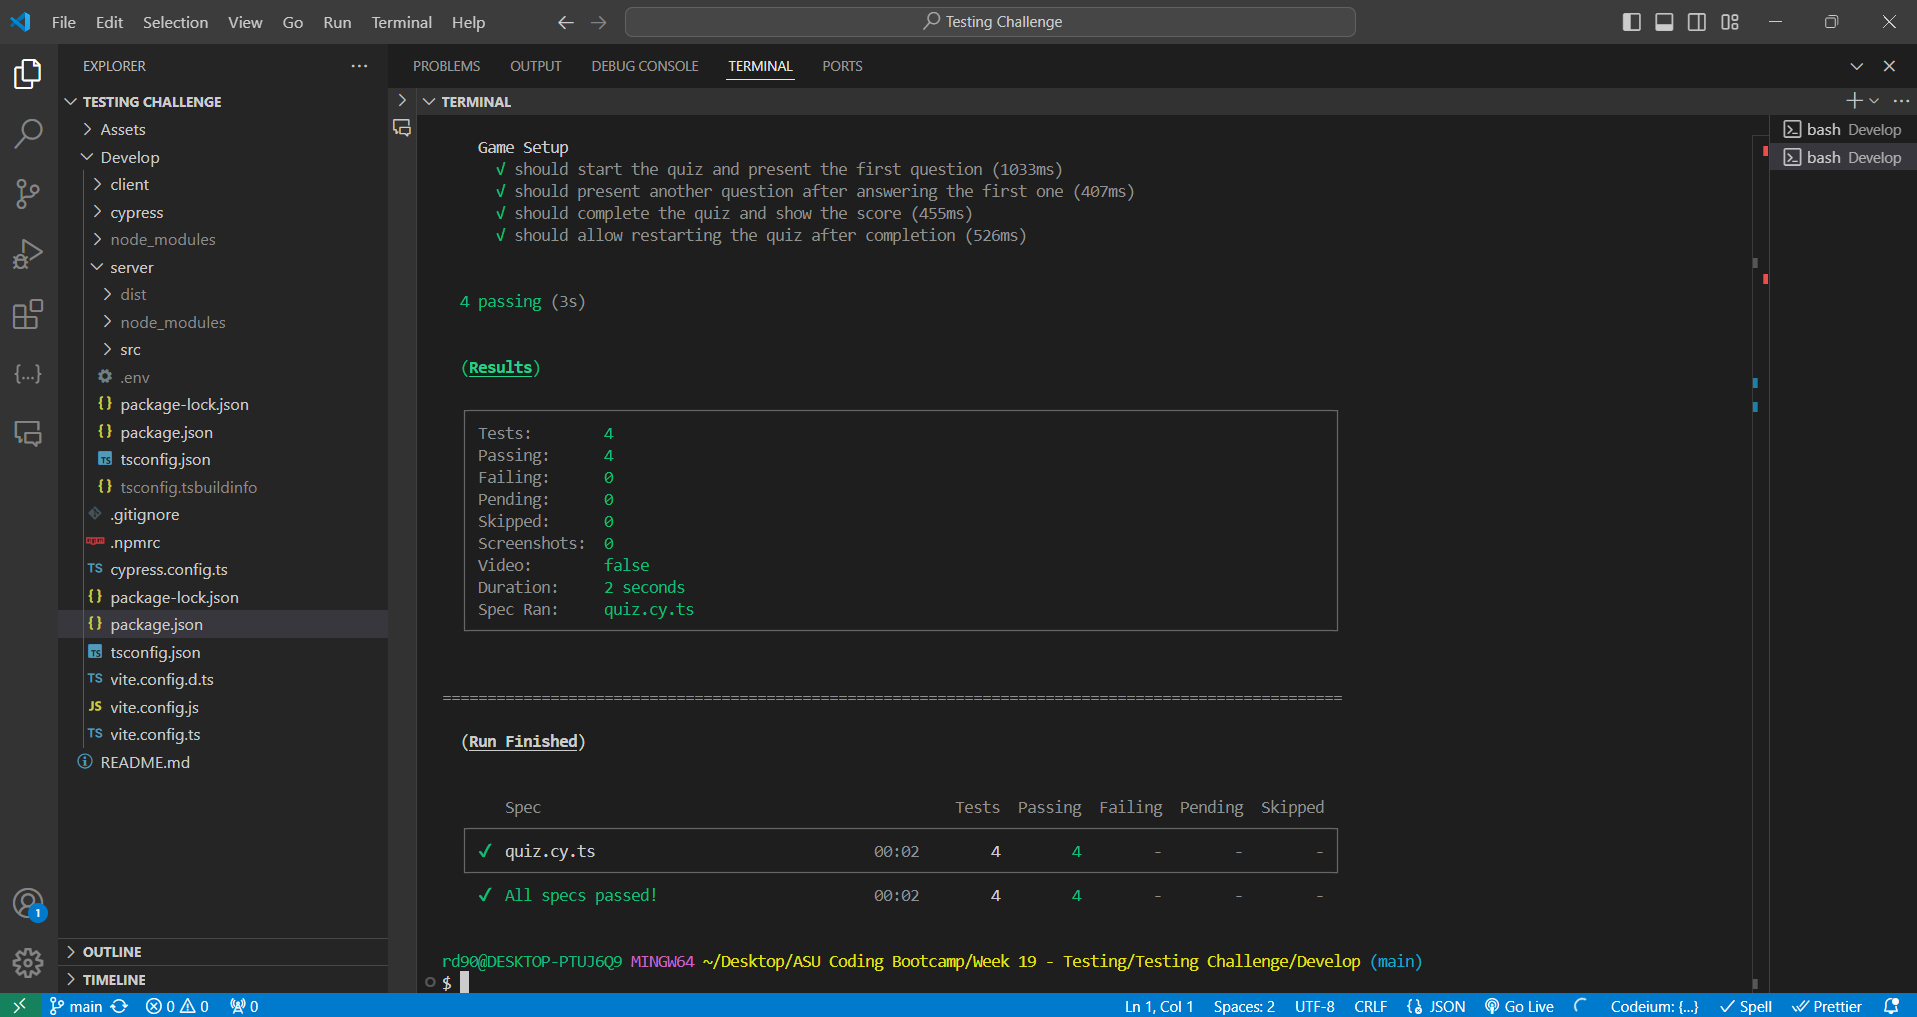 File Edit Selection View Go Run Terminal Help
Testing Challenge
EXPLORER
TESTING CHALLENGE
Assets
Develop
client
cypress
node_modules
server
dist
node_modules
src
.env
package-lock.json
package.json
tsconfig.json
tsconfig.tsbuildinfo
.gitignore
.npmrc
cypress.config.ts
package-lock.json
package.json
tsconfig.json
vite.config.d.ts
vite.config.js
vite.config.ts
README.md
OUTLINE
TIMELINE
PROBLEMS OUTPUT DEBUG CONSOLE TERMINAL PORTS
TERMINAL
bash Develop
bash Develop
Game Setup
√ should start the quiz and present the first question (1033ms)
√ should present another question after answering the first one (407ms)
√ should complete the quiz and show the score (455ms)
√ should allow restarting the quiz after completion (526ms)
4 passing (3s)
(Results)
Tests: 4
Passing: 4
Failing: 0
Pending: 0
Skipped: 0
Screenshots: 0
Video: false
Duration: 2 seconds
Spec Ran: quiz.cy.ts
====================================================================================================
(Run Finished)
Spec Tests Passing Failing Pending Skipped
✔ quiz.cy.ts 00:02 4 4 - - -
✔ All specs passed! 00:02 4 4 - - -
rd90@DESKTOP-PTUJ6Q9 MINGW64 ~/Desktop/ASU Coding Bootcamp/Week 19 - Testing/Testing Challenge/Develop (main)
$
1
main 0 0 0 Ln 1, Col 1 Spaces: 2 UTF-8 CRLF {} JSON Go Live Codeium: {...} Spell Prettier